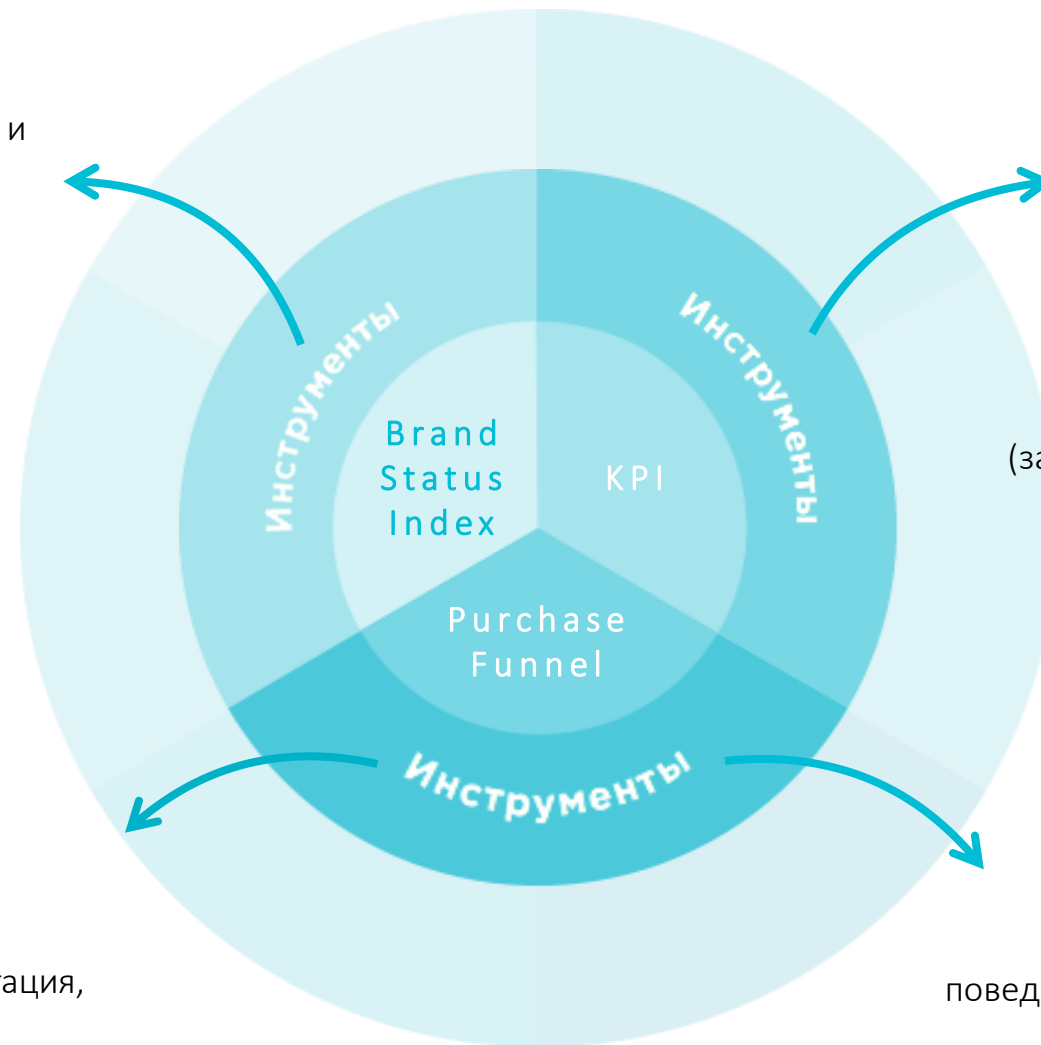 и
Инструменты
Инструменты
(за
Brand
Status
Index
KPI
Purchase
Funnel
Инструменты
тация,
повед